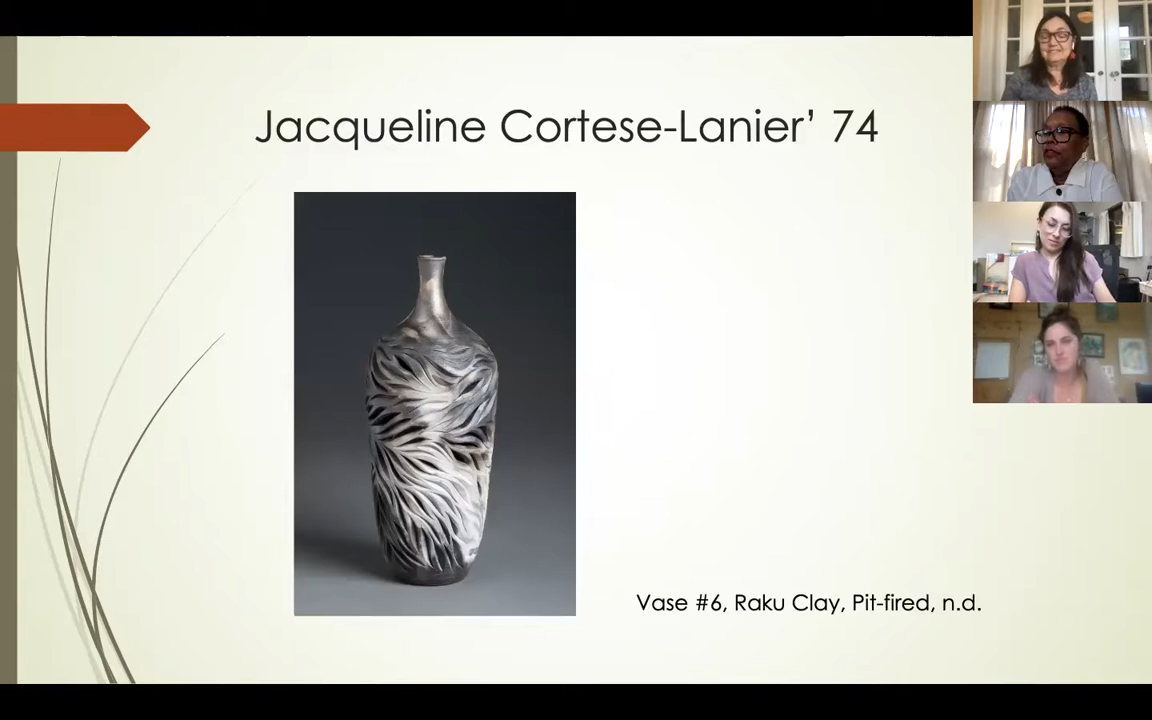 Jacqueline Cortese-Lanier’ 74
Vase #6, Raku Clay, Pit-fired, n.d.